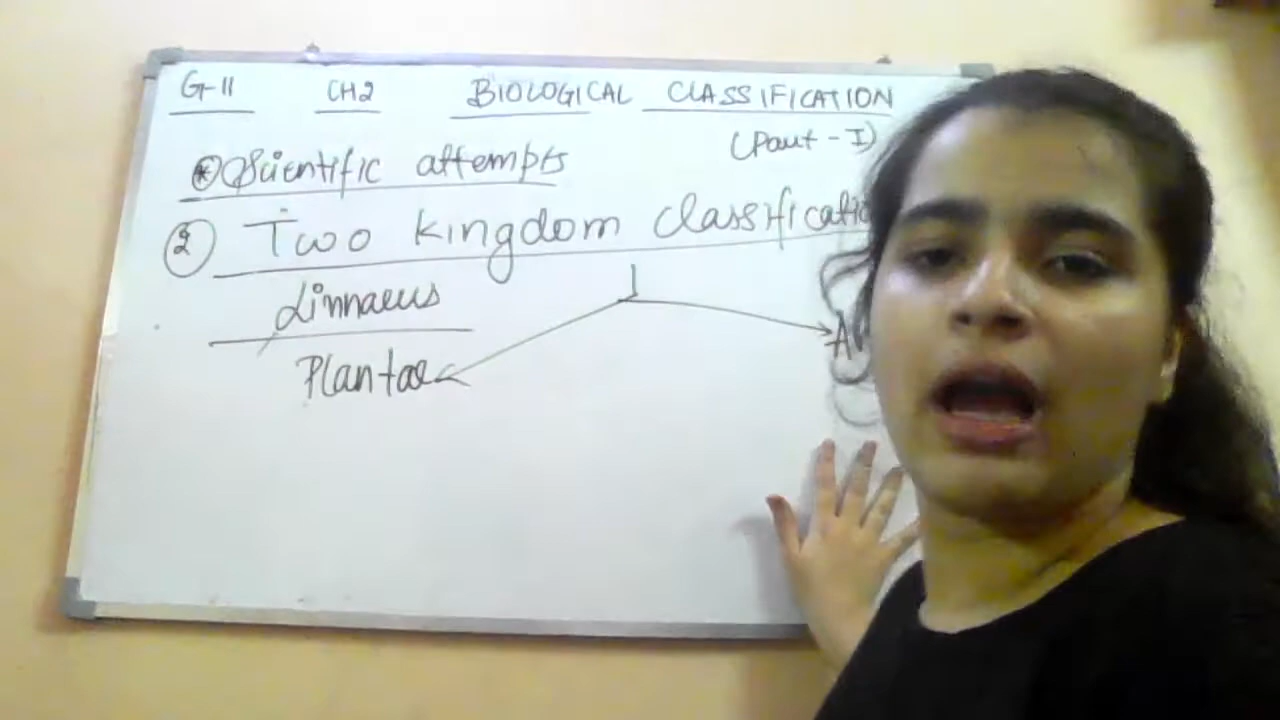 G-11 CH2 BIOLOGICAL CLASSIFICATION
(Part - I)
* Scientific attempts
2 Two kingdom classificatio
Linnaeus
Plantae A